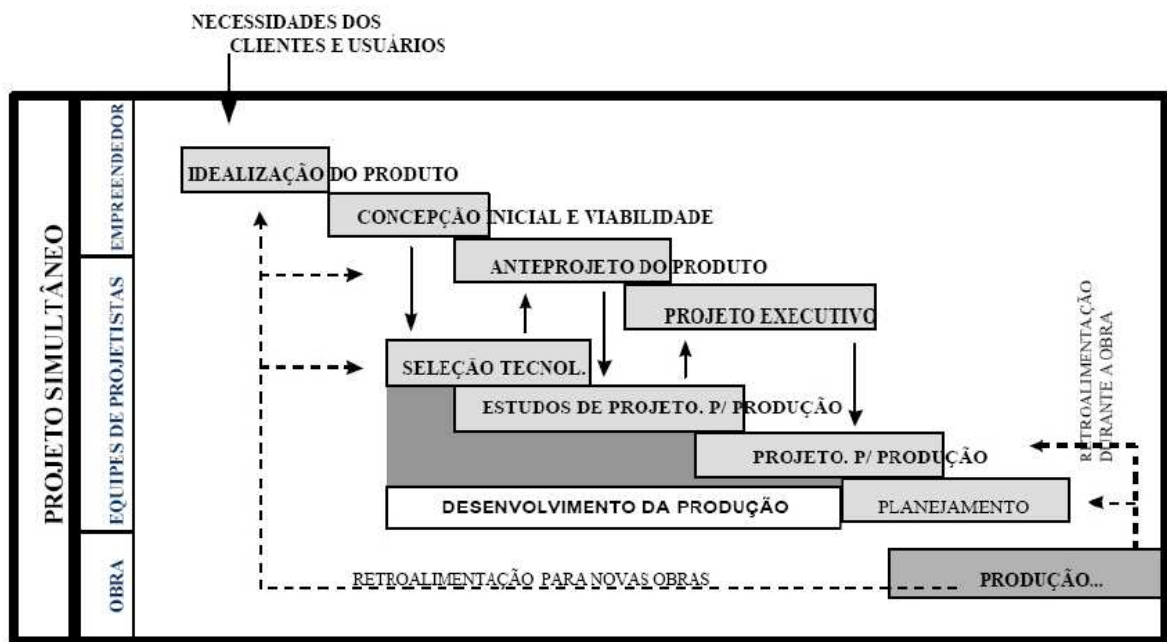 NECESSIDADES DOS
CLIENTES E USUÁRIOS
PROJETO SIMULTÂNEO
EMPREENDEDOR
EQUIPES DE PROJETISTAS
OBRA
IDEALIZAÇÃO DO PRODUTO
CONCEPÇÃO INICIAL E VIABILIDADE
ANTEPROJETO DO PRODUTO
PROJETO EXECUTIVO
SELEÇÃO TECNOL.
ESTUDOS DE PROJETO. P/ PRODUÇÃO
PROJETO. P/ PRODUÇÃO
DESENVOLVIMENTO DA PRODUÇÃO
PLANEJAMENTO
RETROALIMENTAÇÃO
DURANTE A OBRA
RETROALIMENTAÇÃO PARA NOVAS OBRAS
PRODUÇÃO...